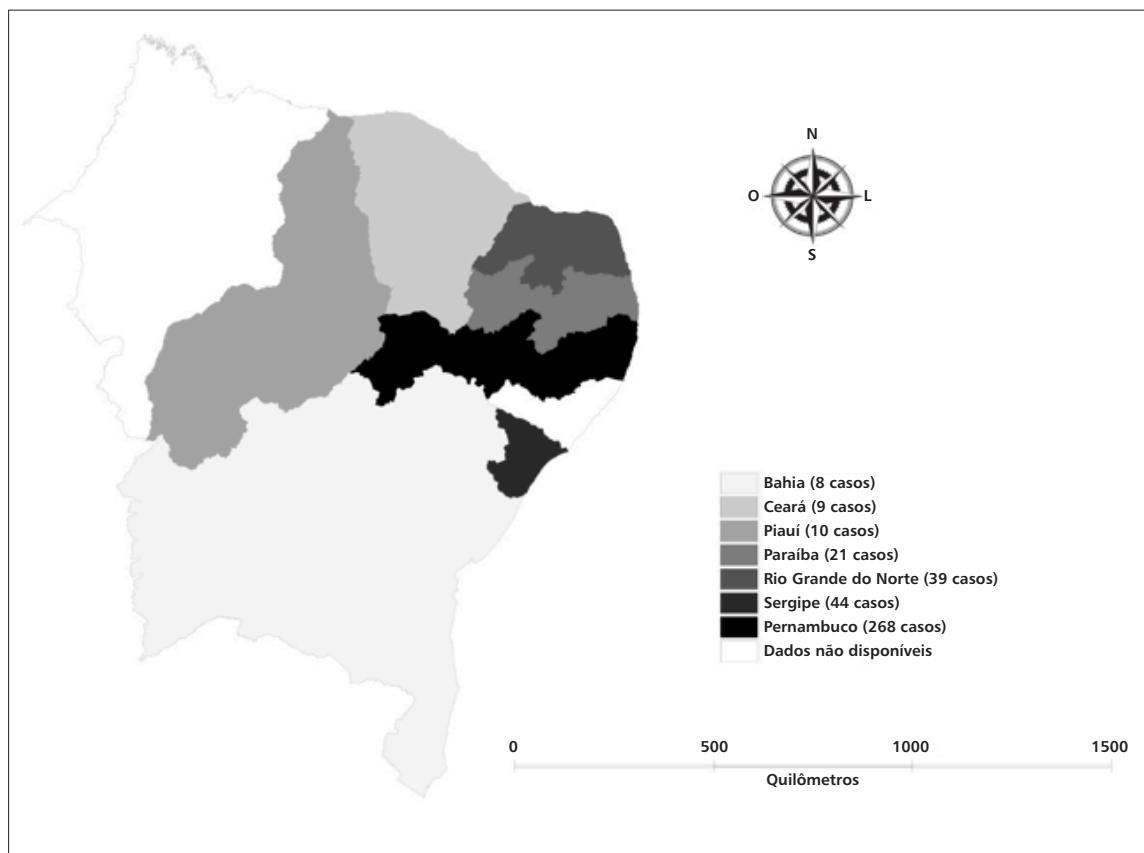 N
O L
S
Bahia (8 casos)
Ceará (9 casos)
Piauí (10 casos)
Paraíba (21 casos)
Rio Grande do Norte (39 casos)
Sergipe (44 casos)
Pernambuco (268 casos)
Dados não disponíveis
0 500 1000 1500
Quilômetros